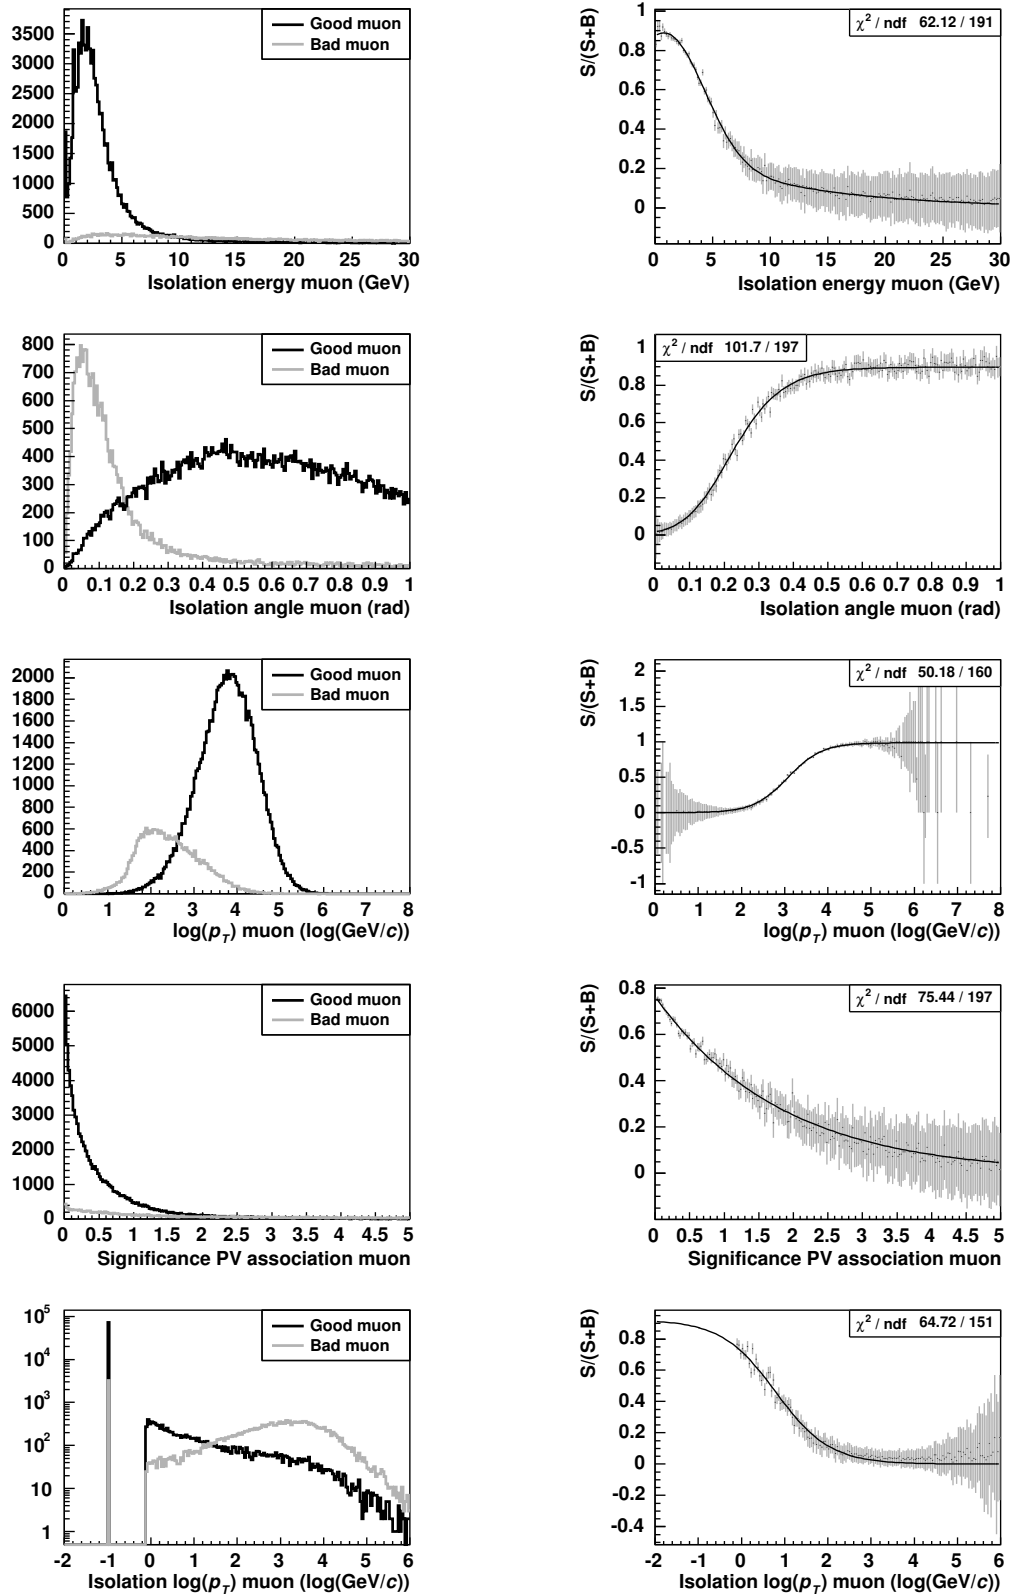 Good muon
Bad muon
3500
3000
2500
2000
1500
1000
500
0
0 5 10 15 20 25 30
Isolation energy muon (GeV)
S/(S+B)
χ² / ndf 62.12 / 191
1
0.8
0.6
0.4
0.2
0
0 5 10 15 20 25 30
Isolation energy muon (GeV)
Good muon
Bad muon
800
700
600
500
400
300
200
100
0
0 0.1 0.2 0.3 0.4 0.5 0.6 0.7 0.8 0.9 1
Isolation angle muon (rad)
S/(S+B)
χ² / ndf 101.7 / 197
1
0.8
0.6
0.4
0.2
0
0 0.1 0.2 0.3 0.4 0.5 0.6 0.7 0.8 0.9 1
Isolation angle muon (rad)
Good muon
Bad muon
2000
1800
1600
1400
1200
1000
800
600
400
200
0
0 1 2 3 4 5 6 7 8
log(p_T) muon (log(GeV/c))
S/(S+B)
χ² / ndf 50.18 / 160
2
1.5
1
0.5
0
-0.5
-1
0 1 2 3 4 5 6 7 8
log(p_T) muon (log(GeV/c))
Good muon
Bad muon
6000
5000
4000
3000
2000
1000
0
0 0.5 1 1.5 2 2.5 3 3.5 4 4.5 5
Significance PV association muon
S/(S+B)
χ² / ndf 75.44 / 197
0.8
0.6
0.4
0.2
0
0 0.5 1 1.5 2 2.5 3 3.5 4 4.5 5
Significance PV association muon
Good muon
Bad muon
10⁵
10⁴
10³
10²
10
1
-2 -1 0 1 2 3 4 5 6
Isolation log(p_T) muon (log(GeV/c))
S/(S+B)
χ² / ndf 64.72 / 151
0.8
0.6
0.4
0.2
0
-0.2
-0.4
-2 -1 0 1 2 3 4 5 6
Isolation log(p_T) muon (log(GeV/c))